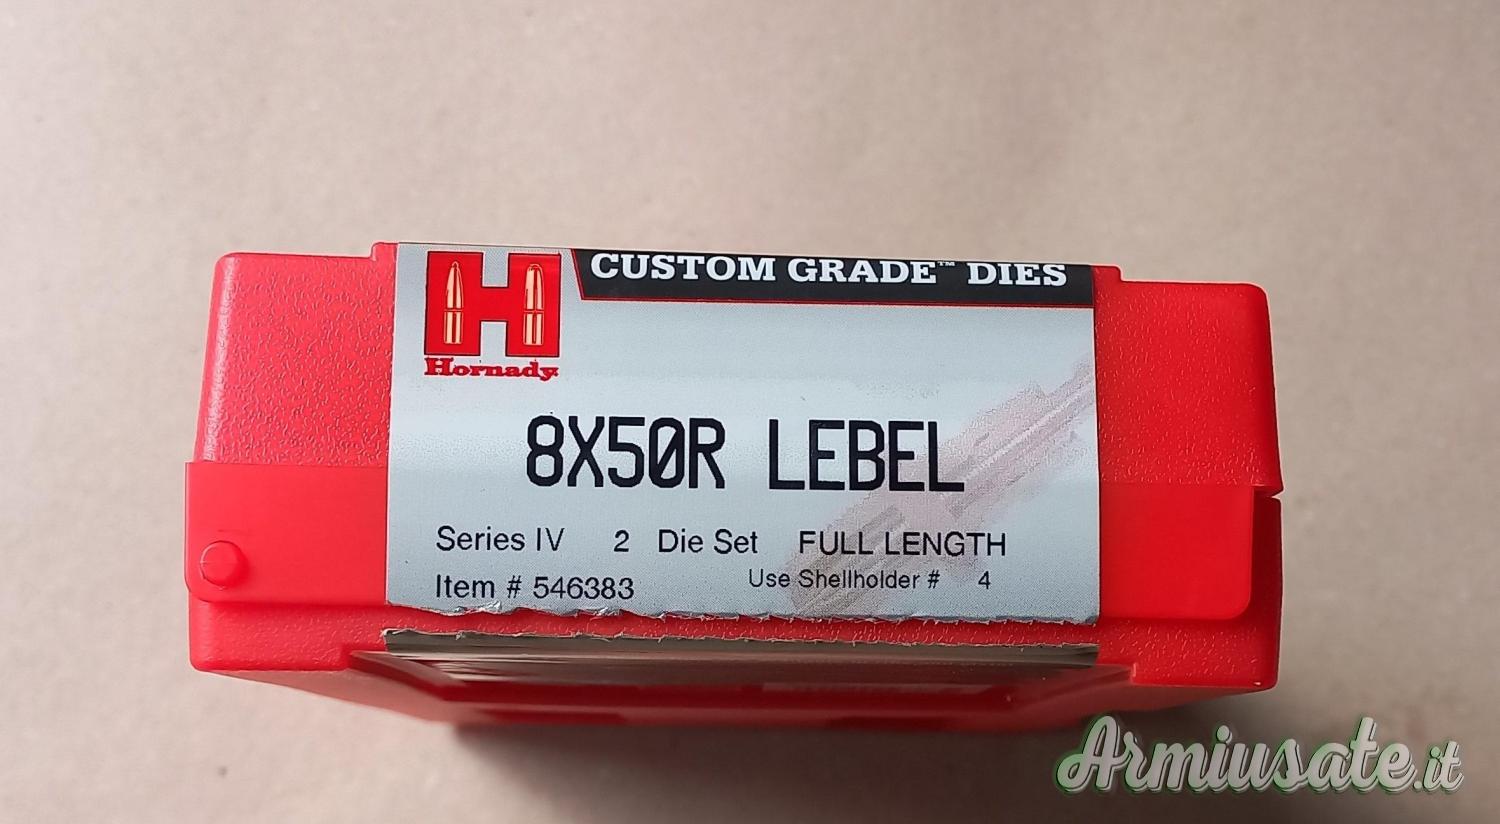 CUSTOM GRADE™ DIES
H
Hornady
8X50R LEBEL
Series IV 2 Die Set FULL LENGTH
Item # 546383 Use Shellholder # 4
Armiusate.it